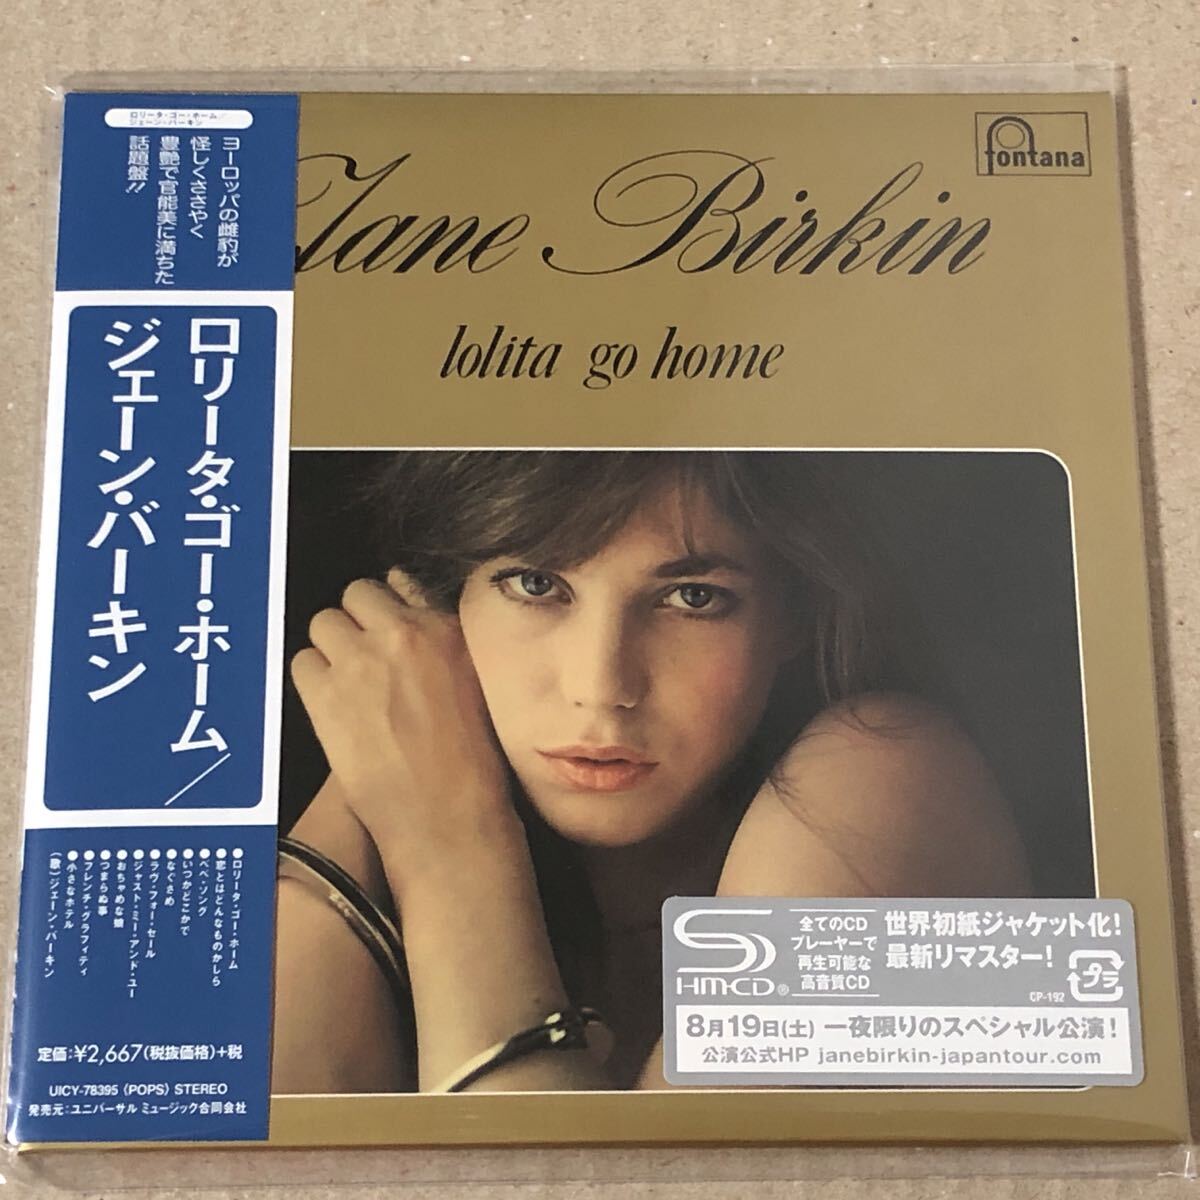 ロリータ・ゴー・ホーム/
ジェーン・バーキン
ヨーロッパの雌豹が
怪しくささやく
豊艶で官能美に満ちた
話題盤!!
ロリータ・ゴー・ホーム/
ジェーン・バーキン
●ロリータ・ゴー・ホーム
●恋とはどんなものかしら
●ベベ・ソング
●いつかどこかで
●なぐさめ
●ラヴ・フォー・セール
●ジャスト・ミー・アンド・ユー
●おちゃめな娘
●つまらぬ事
●フレンチ・グラフィティ
●小さなホテル
(歌)ジェーン・バーキン
定価:¥2,667(税抜価格)+税
UICY-78395 (POPS) STEREO
発売元:ユニバーサル ミュージック合同会社
fontana
Jane Birkin
lolita go home
SHM-CD®
全てのCD
プレーヤーで
再生可能な
高音質CD
世界初紙ジャケット化!
最新リマスター!
プラ
CP-192
8月19日(土) 一夜限りのスペシャル公演!
公演公式HP janebirkin-japantour.com